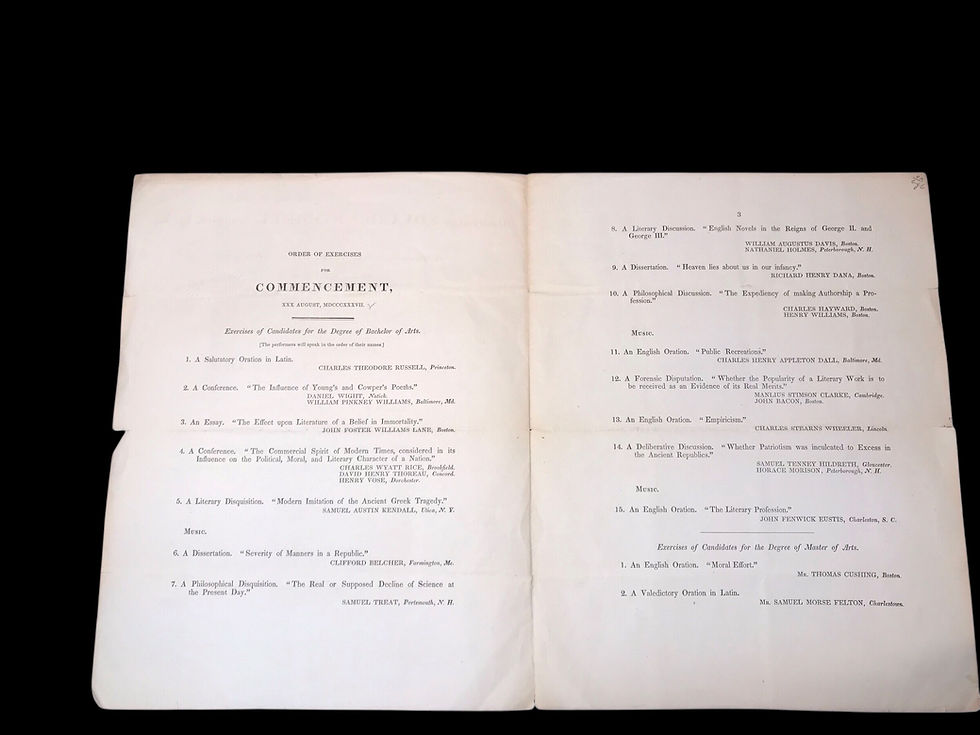 ORDER OF EXERCISES
FOR
COMMENCEMENT,
XXX AUGUST, MDCCCXXXVII.
Exercises of Candidates for the Degree of Bachelor of Arts.
[The performers will speak in the order of their names.]
1. A Salutatory Oration in Latin.
CHARLES THEODORE RUSSELL, Princeton.
2. A Conference. "The Influence of Young's and Cowper's Poems."
DANIEL WIGHT, Natick.
WILLIAM PINKNEY WILLIAMS, Baltimore, Md.
3. An Essay. "The Effect upon Literature of a Belief in Immortality."
JOHN FOSTER WILLIAMS LANE, Boston.
4. A Conference. "The Commercial Spirit of Modern Times, considered in its
Influence on the Political, Moral, and Literary Character of a Nation."
CHARLES WYATT RICE, Brookfield.
DAVID HENRY THOREAU, Concord.
HENRY VOSE, Dorchester.
5. A Literary Disquisition. "Modern Imitation of the Ancient Greek Tragedy."
SAMUEL AUSTIN KENDALL, Utica, N. Y.
MUSIC.
6. A Dissertation. "Severity of Manners in a Republic."
CLIFFORD BELCHER, Farmington, Me.
7. A Philosophical Disquisition. "The Real or Supposed Decline of Science at
the Present Day."
SAMUEL TREAT, Portsmouth, N. H.
3
8. A Literary Discussion. "English Novels in the Reigns of George II. and
George III."
WILLIAM AUGUSTUS DAVIS, Boston.
NATHANIEL HOLMES, Peterborough, N. H.
9. A Dissertation. "Heaven lies about us in our infancy."
RICHARD HENRY DANA, Boston.
10. A Philosophical Discussion. "The Expediency of making Authorship a Pro-
fession."
CHARLES HAYWARD, Boston.
HENRY WILLIAMS, Boston.
MUSIC.
11. An English Oration. "Public Recreations."
CHARLES HENRY APPLETON DALL, Baltimore, Md.
12. A Forensic Disputation. "Whether the Popularity of a Literary Work is to
be received as an Evidence of its Real Merits."
MANLIUS STIMSON CLARKE, Cambridge.
JOHN BACON, Boston.
13. An English Oration. "Empiricism."
CHARLES STEARNS WHEELER, Lincoln.
14. A Deliberative Discussion. "Whether Patriotism was inculcated to Excess in
the Ancient Republics."
SAMUEL TENNEY HILDRETH, Gloucester.
HORACE MORISON, Peterborough, N. H.
MUSIC.
15. An English Oration. "The Literary Profession."
JOHN FENWICK EUSTIS, Charleston, S. C.
Exercises of Candidates for the Degree of Master of Arts.
1. An English Oration. "Moral Effort."
MR. THOMAS CUSHING, Boston.
2. A Valedictory Oration in Latin.
MR. SAMUEL MORSE FELTON, Charlestown.